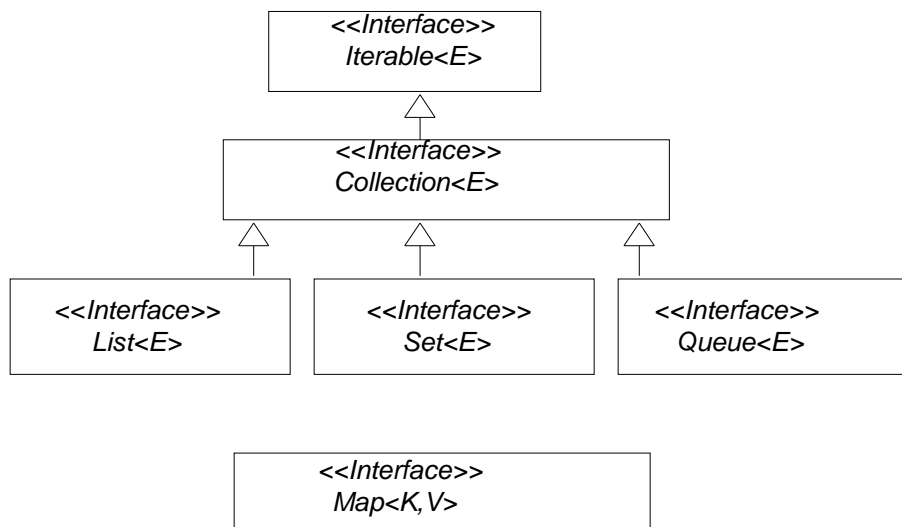 <<Interface>>
Iterable<E>
<<Interface>>
Collection<E>
<<Interface>>
List<E>
<<Interface>>
Set<E>
<<Interface>>
Queue<E>
<<Interface>>
Map<K,V>